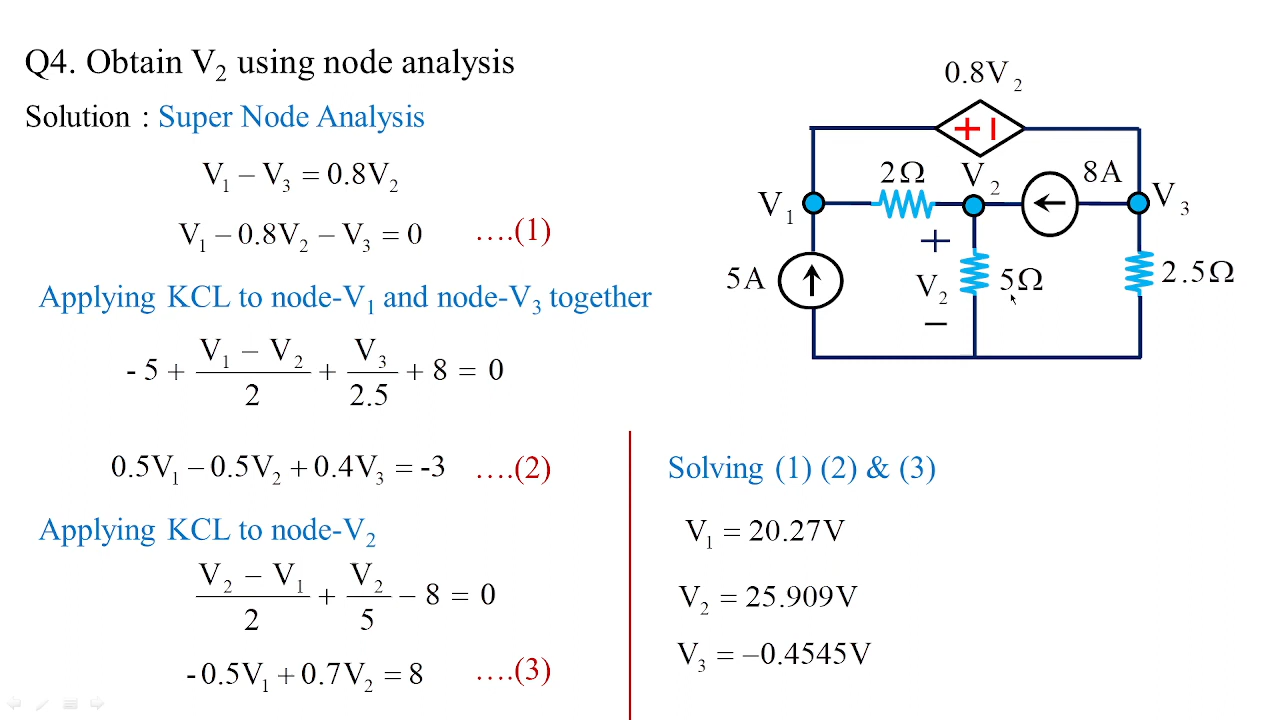 Q4. Obtain V₂ using node analysis
Solution : Super Node Analysis
V₁ – V₃ = 0.8V₂
V₁ – 0.8V₂ – V₃ = 0 ….(1)
Applying KCL to node-V₁ and node-V₃ together
- 5 + (V₁ – V₂)/2 + V₃/2.5 + 8 = 0
0.5V₁ – 0.5V₂ + 0.4V₃ = -3 ….(2)
Applying KCL to node-V₂
(V₂ – V₁)/2 + V₂/5 – 8 = 0
- 0.5V₁ + 0.7V₂ = 8 ….(3)
Solving (1) (2) & (3)
V₁ = 20.27V
V₂ = 25.909V
V₃ = –0.4545V
0.8V₂
+ –
2Ω
V₂
8A
V₁
V₃
+
5A
V₂
5Ω
2.5Ω
–